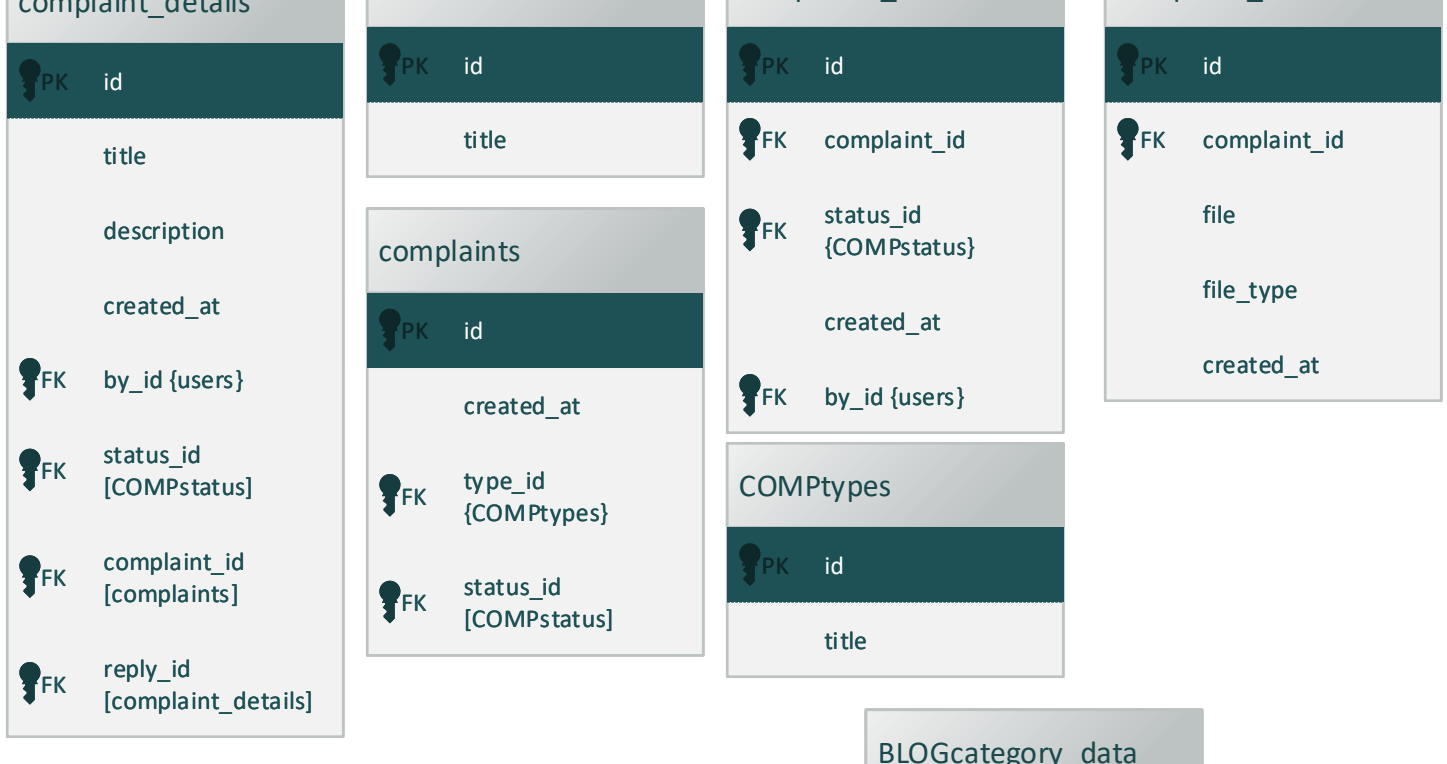 complaint_details
PK id
title
description
created_at
FK by_id {users}
FK status_id
[COMPstatus]
FK complaint_id
[complaints]
FK reply_id
[complaint_details]
PK id
title
complaints
PK id
created_at
FK type_id
{COMPtypes}
FK status_id
[COMPstatus]
PK id
FK complaint_id
FK status_id
{COMPstatus}
created_at
FK by_id {users}
COMPtypes
PK id
title
PK id
FK complaint_id
file
file_type
created_at
BLOGcategory_data